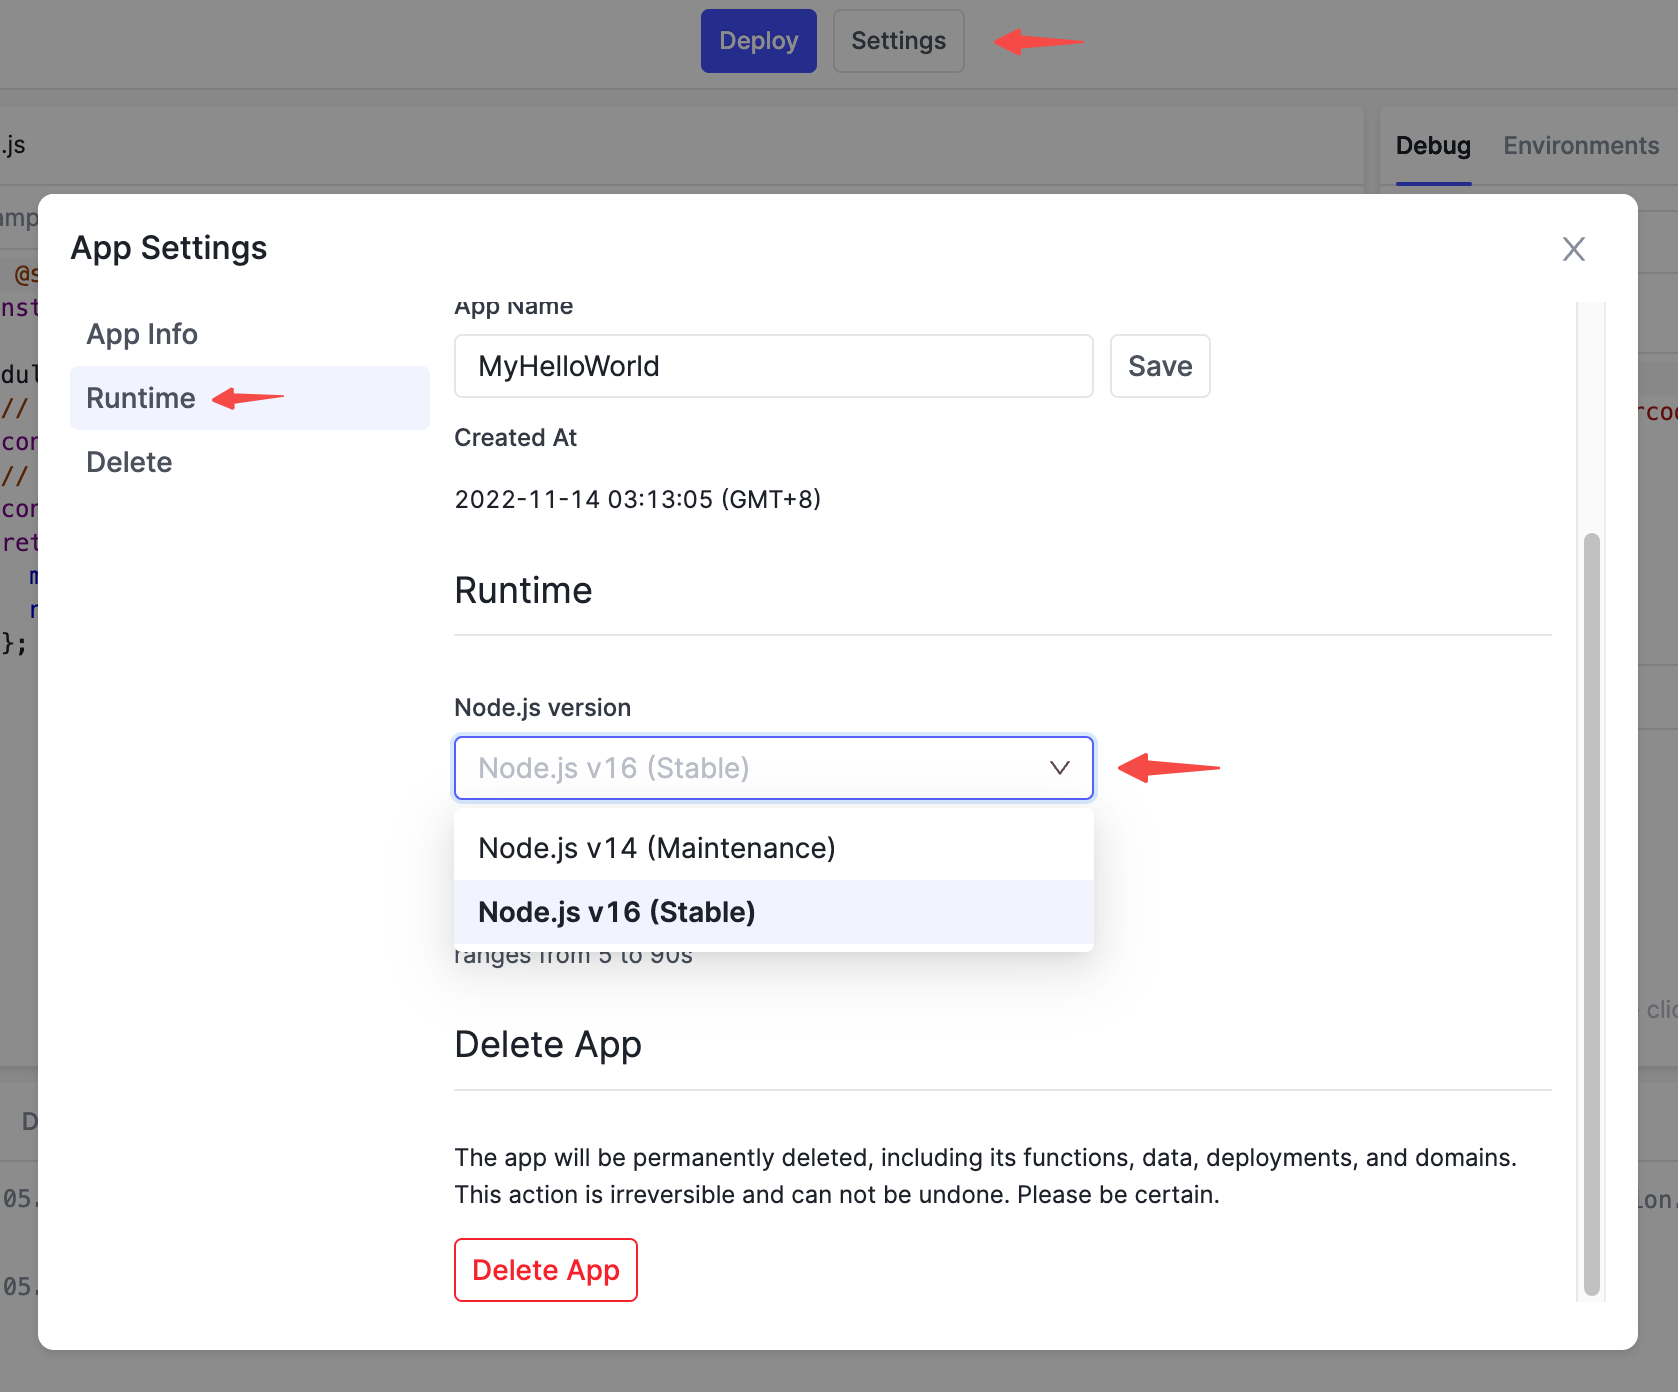 Deploy
Settings
.js
Debug
Environments
App Settings
App Info
Runtime
Delete
App Name
MyHelloWorld
Save
Created At
2022-11-14 03:13:05 (GMT+8)
Runtime
Node.js version
Node.js v16 (Stable)
Node.js v14 (Maintenance)
Node.js v16 (Stable)
ranges from 5 to 90s
Delete App
The app will be permanently deleted, including its functions, data, deployments, and domains.
This action is irreversible and can not be undone. Please be certain.
Delete App
//
//
};
05.
05.